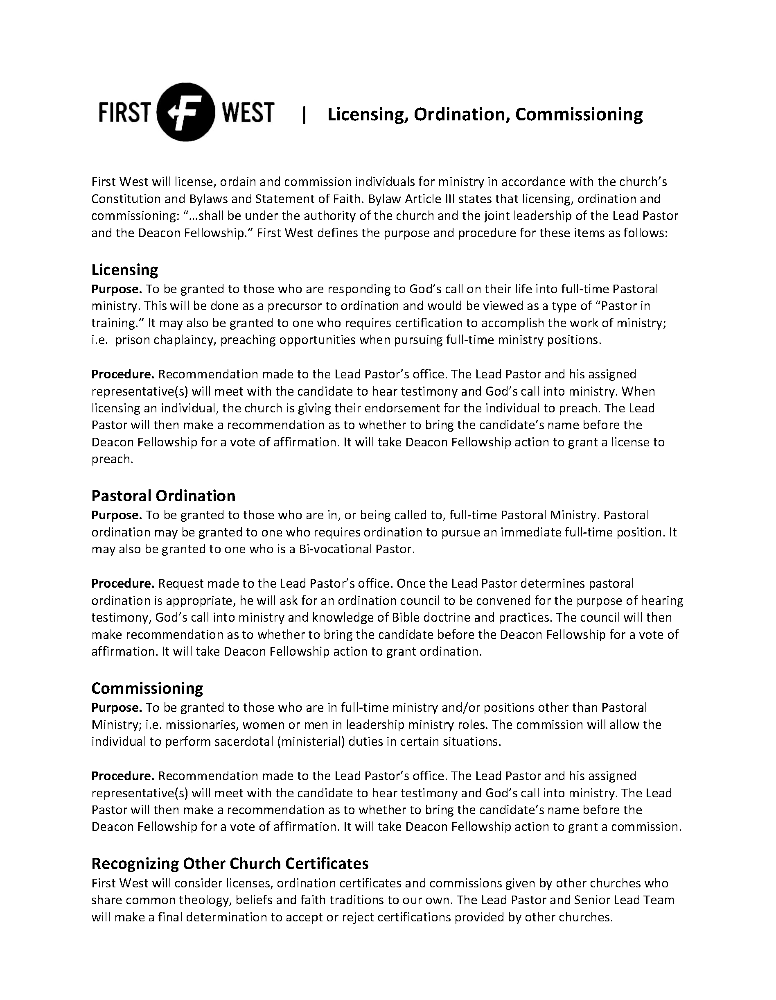 FIRST F WEST | Licensing, Ordination, Commissioning
First West will license, ordain and commission individuals for ministry in accordance with the church’s
Constitution and Bylaws and Statement of Faith. Bylaw Article III states that licensing, ordination and
commissioning: “…shall be under the authority of the church and the joint leadership of the Lead Pastor
and the Deacon Fellowship.” First West defines the purpose and procedure for these items as follows:
Licensing
Purpose. To be granted to those who are responding to God’s call on their life into full-time Pastoral
ministry. This will be done as a precursor to ordination and would be viewed as a type of “Pastor in
training.” It may also be granted to one who requires certification to accomplish the work of ministry;
i.e.  prison chaplaincy, preaching opportunities when pursuing full-time ministry positions.
Procedure. Recommendation made to the Lead Pastor’s office. The Lead Pastor and his assigned
representative(s) will meet with the candidate to hear testimony and God’s call into ministry. When
licensing an individual, the church is giving their endorsement for the individual to preach. The Lead
Pastor will then make a recommendation as to whether to bring the candidate’s name before the
Deacon Fellowship for a vote of affirmation. It will take Deacon Fellowship action to grant a license to
preach.
Pastoral Ordination
Purpose. To be granted to those who are in, or being called to, full-time Pastoral Ministry. Pastoral
ordination may be granted to one who requires ordination to pursue an immediate full-time position. It
may also be granted to one who is a Bi-vocational Pastor.
Procedure. Request made to the Lead Pastor’s office. Once the Lead Pastor determines pastoral
ordination is appropriate, he will ask for an ordination council to be convened for the purpose of hearing
testimony, God’s call into ministry and knowledge of Bible doctrine and practices. The council will then
make recommendation as to whether to bring the candidate before the Deacon Fellowship for a vote of
affirmation. It will take Deacon Fellowship action to grant ordination.
Commissioning
Purpose. To be granted to those who are in full-time ministry and/or positions other than Pastoral
Ministry; i.e. missionaries, women or men in leadership ministry roles. The commission will allow the
individual to perform sacerdotal (ministerial) duties in certain situations.
Procedure. Recommendation made to the Lead Pastor’s office. The Lead Pastor and his assigned
representative(s) will meet with the candidate to hear testimony and God’s call into ministry. The Lead
Pastor will then make a recommendation as to whether to bring the candidate’s name before the
Deacon Fellowship for a vote of affirmation. It will take Deacon Fellowship action to grant a commission.
Recognizing Other Church Certificates
First West will consider licenses, ordination certificates and commissions given by other churches who
share common theology, beliefs and faith traditions to our own. The Lead Pastor and Senior Lead Team
will make a final determination to accept or reject certifications provided by other churches.